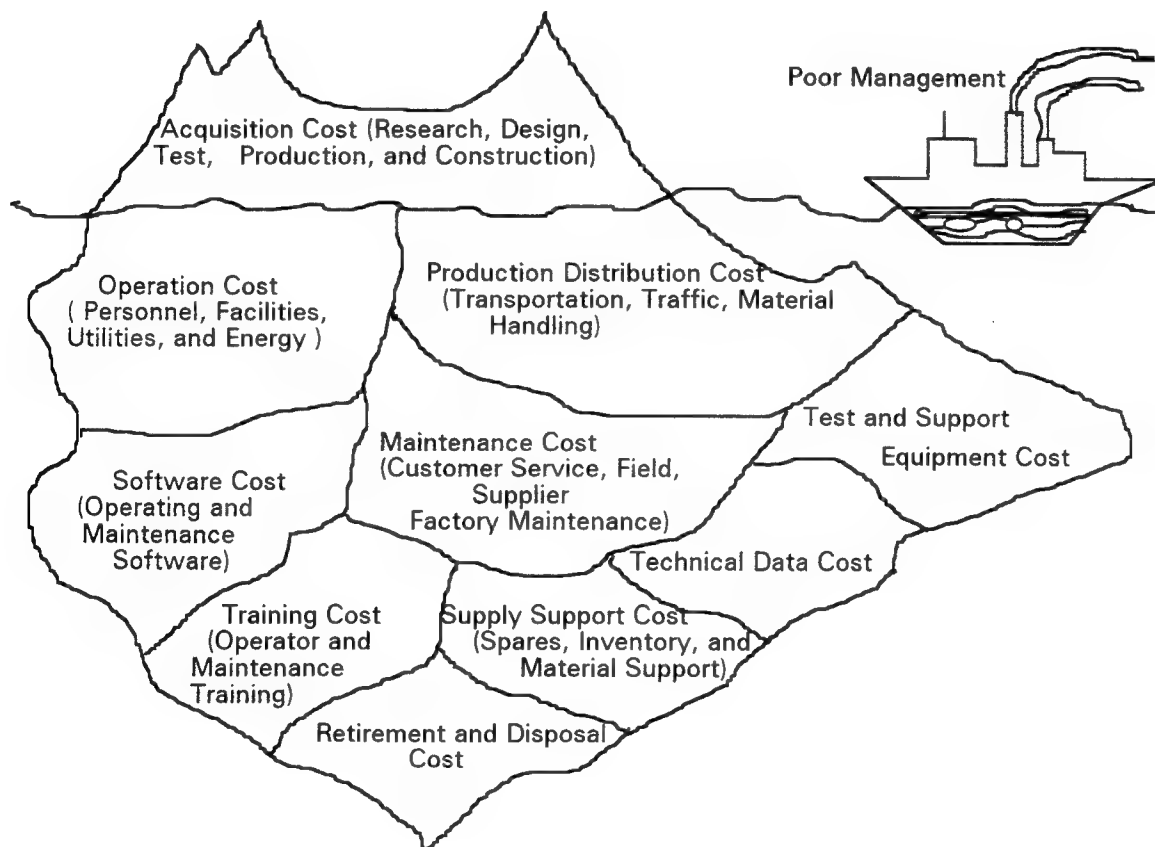 Poor Management
Acquisition Cost (Research, Design,
Test, Production, and Construction)
Operation Cost
( Personnel, Facilities,
Utilities, and Energy )
Production Distribution Cost
(Transportation, Traffic, Material
Handling)
Test and Support
Equipment Cost
Maintenance Cost
(Customer Service, Field,
Supplier
Factory Maintenance)
Software Cost
(Operating and
Maintenance
Software)
Technical Data Cost
Training Cost
(Operator and
Maintenance
Training)
Supply Support Cost
(Spares, Inventory, and
Material Support)
Retirement and Disposal
Cost